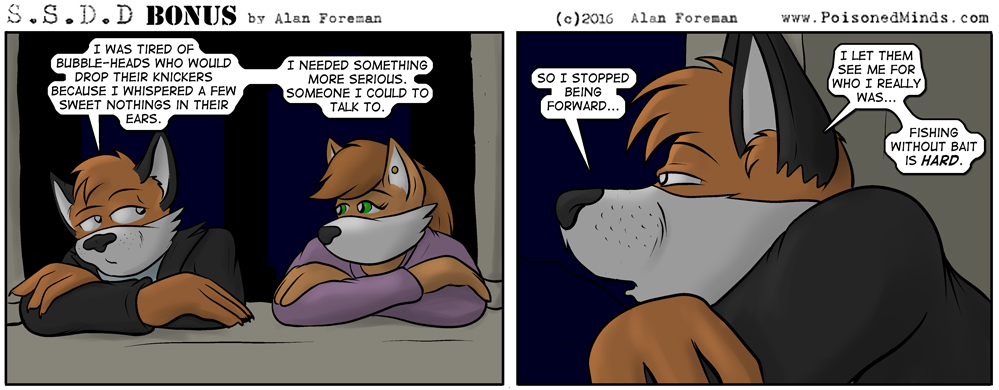 S.S.D.D BONUS by Alan Foreman
(c)2016 Alan Foreman
www.PoisonedMinds.com
I WAS TIRED OF
BUBBLE-HEADS WHO WOULD
DROP THEIR KNICKERS
BECAUSE I WHISPERED A FEW
SWEET NOTHINGS IN THEIR
EARS.
I NEEDED SOMETHING
MORE SERIOUS.
SOMEONE I COULD TO
TALK TO.
SO I STOPPED
BEING
FORWARD...
I LET THEM
SEE ME FOR
WHO I REALLY
WAS...
FISHING
WITHOUT BAIT
IS HARD.